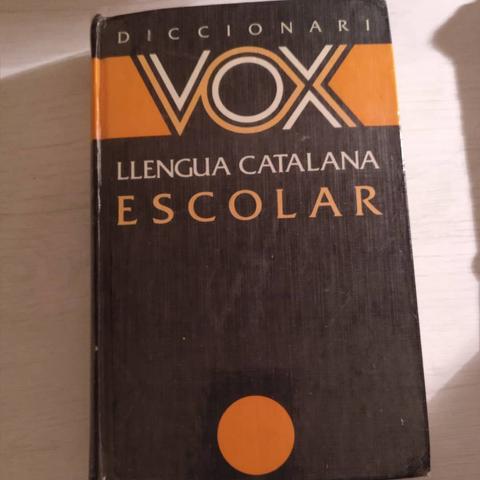 DICCIONARI
VOX
LLENGUA CATALANA
ESCOLAR